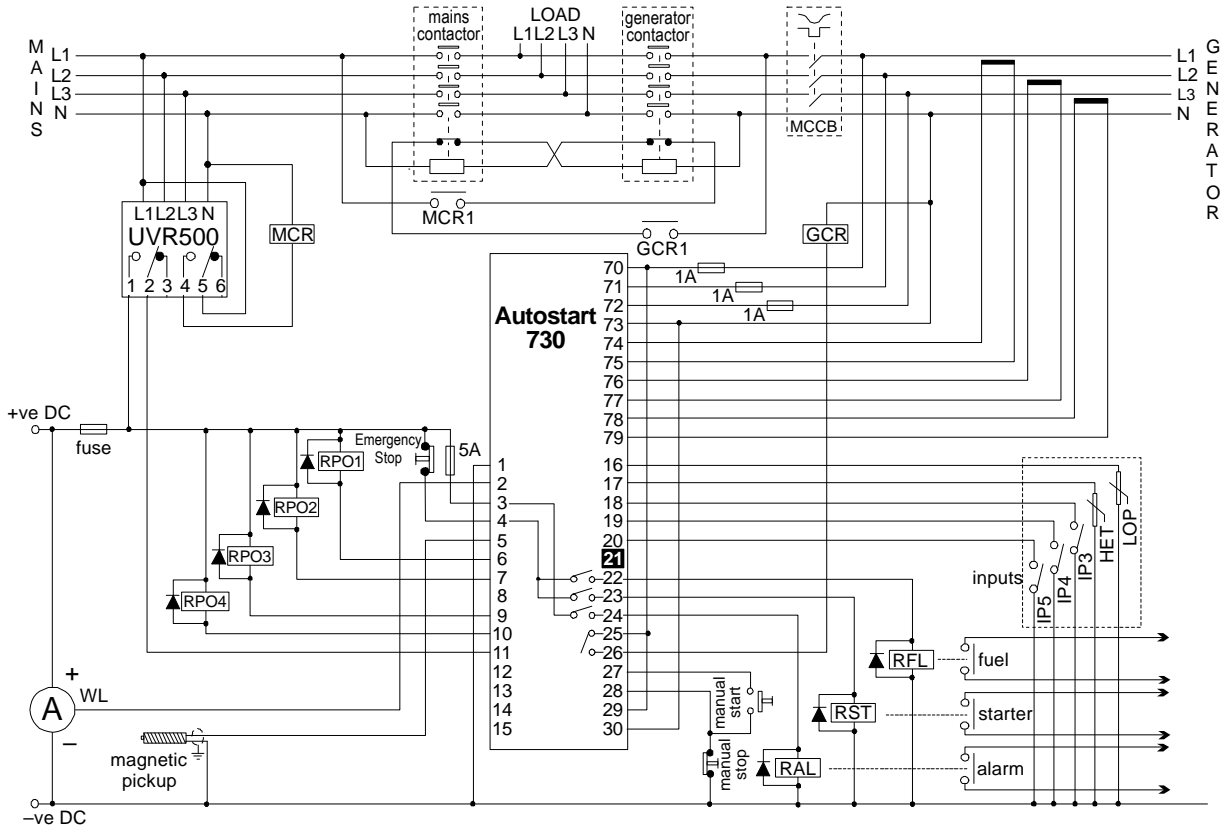 mains contactor
LOAD
L1 L2 L3 N
generator contactor
MAINS
L1
L2
L3
N
MCCB
L1
L2
L3
N
GENERATOR
L1 L2 L3 N
UVR500
1 2 3 4 5 6
MCR
MCR1
GCR1
GCR
Autostart
730
1A
1A
1A
70
71
72
73
74
75
76
77
78
79
16
17
18
19
20
21
22
23
24
25
26
27
28
29
30
1
2
3
4
5
6
7
8
9
10
11
12
13
14
15
+ve DC
fuse
RPO1
RPO2
RPO3
RPO4
Emergency
Stop
5A
A
+
WL
–
magnetic
pickup
–ve DC
inputs
IP5
IP4
IP3
HET
LOP
manual start
manual stop
RFL
fuel
RST
starter
RAL
alarm